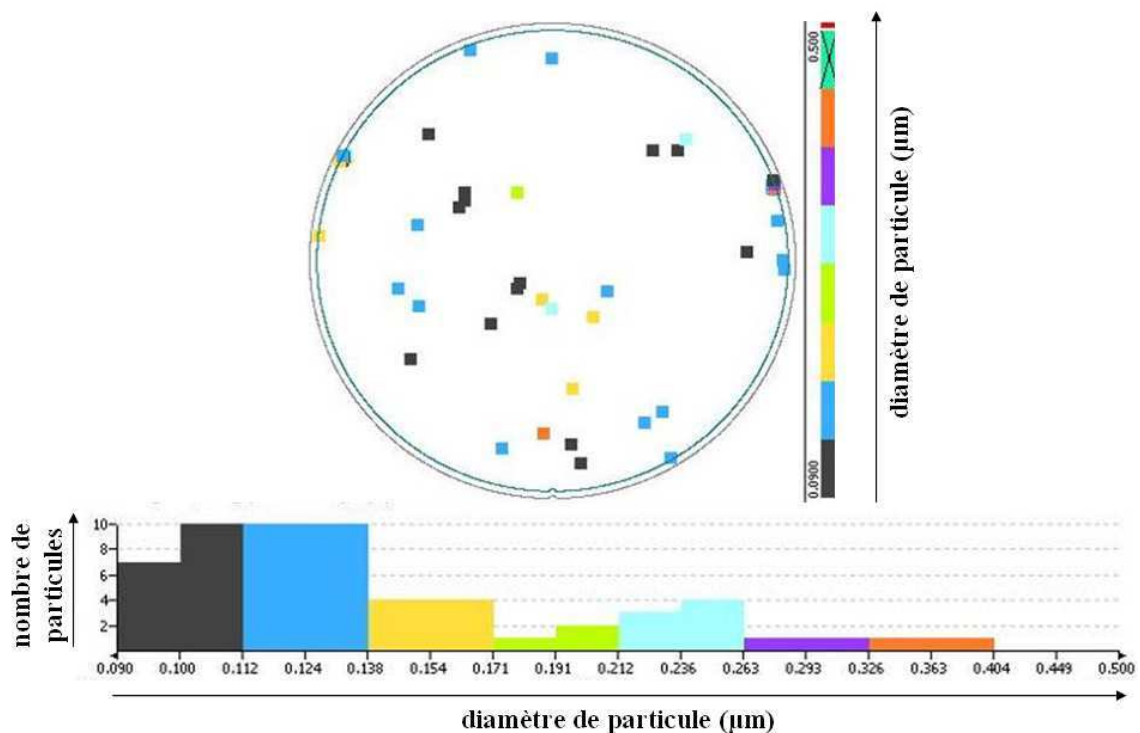 0.500
diamètre de particule (µm)
0.0900
nombre de
particules
10
8
6
4
2
0.090 0.100 0.112 0.124 0.138 0.154 0.171 0.191 0.212 0.236 0.263 0.293 0.326 0.363 0.404 0.449 0.500
diamètre de particule (µm)